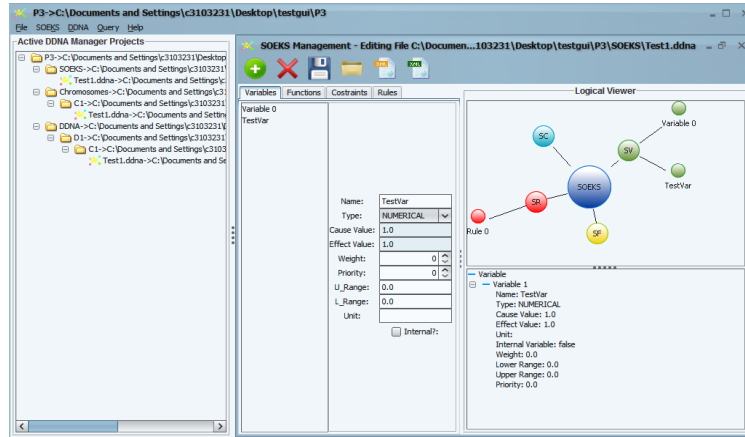 P3->C:\Documents and Settings\c3103231\Desktop\testgui\P3
File SOEKS DDNA Query Help
Active DDNA Manager Projects
P3->C:\Documents and Settings\c3103231\Desktop
SOEKS->C:\Documents and Settings\c3103231\
Test1.ddna->C:\Documents and Settings\c
Chromosomes->C:\Documents and Settings\c3
C1->C:\Documents and Settings\c3103231
Test1.ddna->C:\Documents and Setting
DDNA->C:\Documents and Settings\c3103231\
D1->C:\Documents and Settings\c3103231
C1->C:\Documents and Settings\c3103
Test1.ddna->C:\Documents and Se
SOEKS Management - Editing File C:\Documen...103231\Desktop\testgui\P3\SOEKS\Test1.ddna
XML
XML
Variables Functions Costraints Rules
Variable 0
TestVar
Name: TestVar
Type: NUMERICAL
Cause Value: 1.0
Effect Value: 1.0
Weight: 0
Priority: 0
U_Range: 0.0
L_Range: 0.0
Unit:
Internal?:
Logical Viewer
Variable 0
SC
SV
SOEKS
TestVar
SR
Rule 0
SF
Variable
Variable 1
Name: TestVar
Type: NUMERICAL
Cause Value: 1.0
Effect Value: 1.0
Unit:
Internal Variable: false
Weight: 0.0
Lower Range: 0.0
Upper Range: 0.0
Priority: 0.0